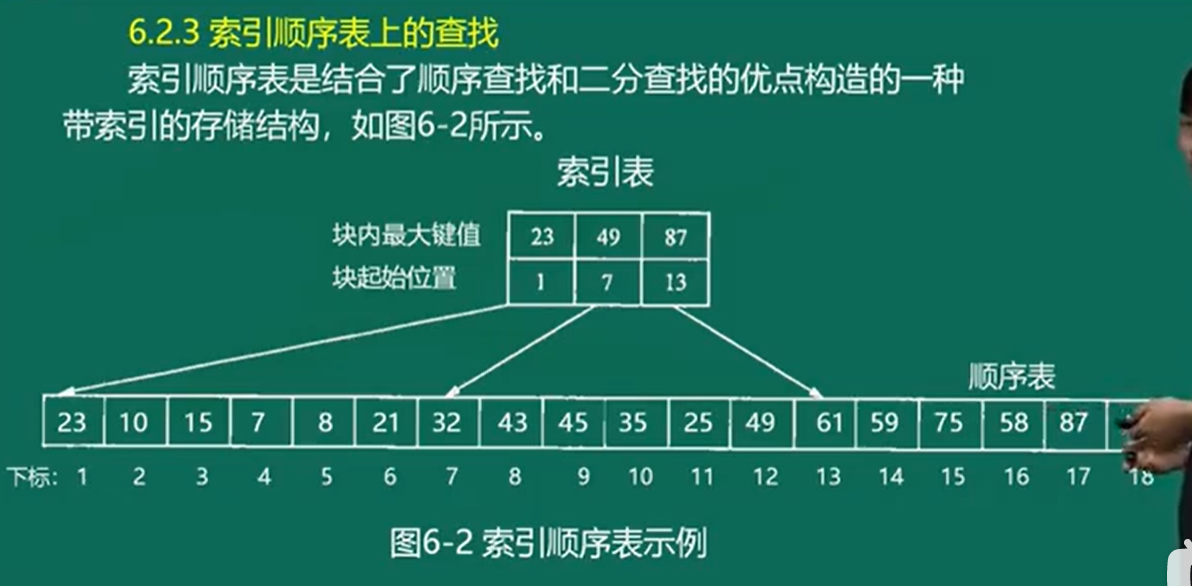 6.2.3 索引顺序表上的查找
索引顺序表是结合了顺序查找和二分查找的优点构造的一种
带索引的存储结构，如图6-2所示。
索引表
块内最大键值 23 49 87
块起始位置 1 7 13
顺序表
23 10 15 7 8 21 32 43 45 35 25 49 61 59 75 58 87
下标: 1 2 3 4 5 6 7 8 9 10 11 12 13 14 15 16 17 18
图6-2 索引顺序表示例